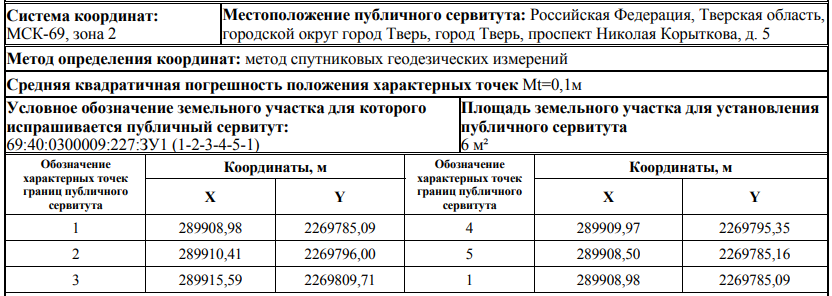 Система координат:
МСК-69, зона 2
Местоположение публичного сервитута: Российская Федерация, Тверская область,
городской округ город Тверь, город Тверь, проспект Николая Корыткова, д. 5
Метод определения координат: метод спутниковых геодезических измерений
Средняя квадратичная погрешность положения характерных точек Mt=0,1м
Условное обозначение земельного участка для которого
испрашивается публичный сервитут:
69:40:0300009:227:ЗУ1 (1-2-3-4-5-1)
Площадь земельного участка для установления
публичного сервитута
6 м²
Обозначение
характерных точек
границ публичного
сервитута
Координаты, м
X
Y
Обозначение
характерных точек
границ публичного
сервитута
Координаты, м
X
Y
1 289908,98 2269785,09 4 289909,97 2269795,35
2 289910,41 2269796,00 5 289908,50 2269785,16
3 289915,59 2269809,71 1 289908,98 2269785,09